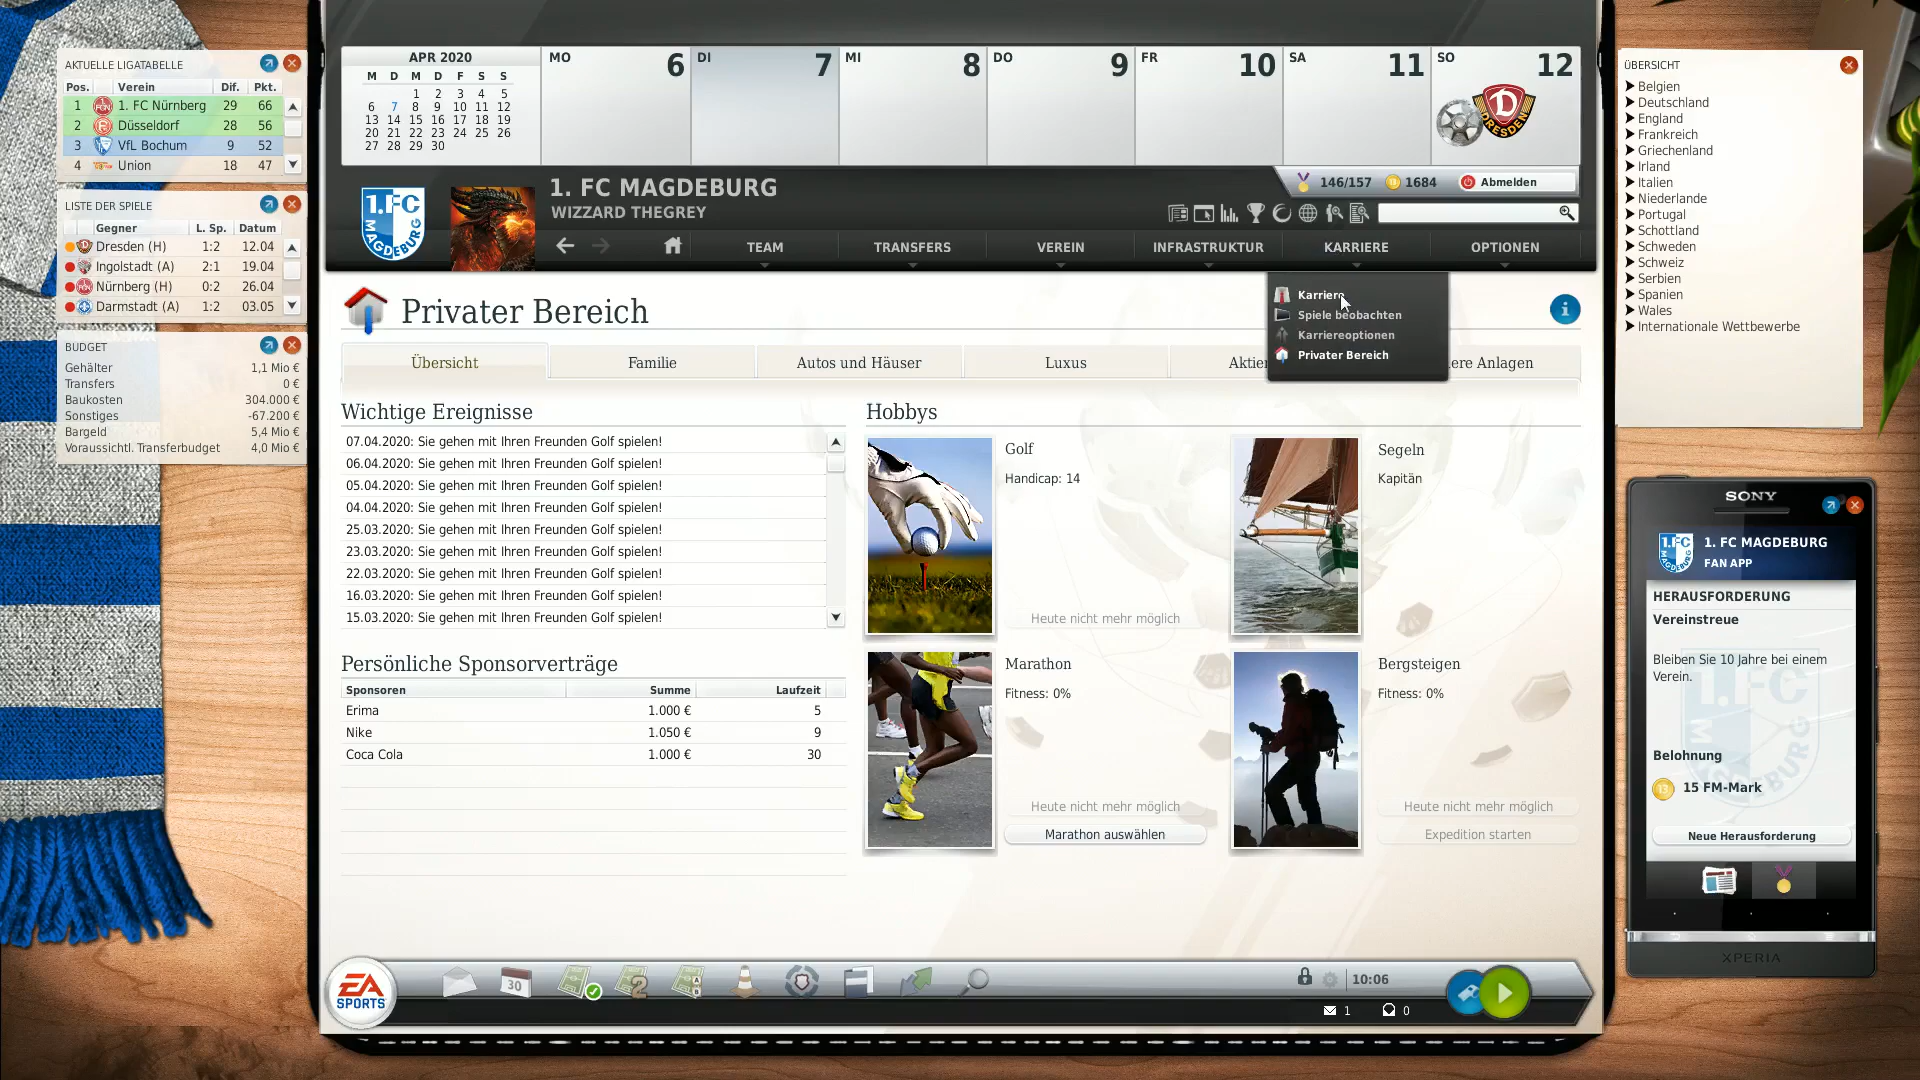 AKTUELLE LIGATABELLE
Pos. Verein Dif. Pkt.
1 1. FC Nürnberg 29 66
2 Düsseldorf 28 56
3 VfL Bochum 9 52
4 Union 18 47
LISTE DER SPIELE
Gegner L. Sp. Datum
Dresden (H) 1:2 12.04
Ingolstadt (A) 2:1 19.04
Nürnberg (H) 0:2 26.04
Darmstadt (A) 1:2 03.05
BUDGET
Gehälter 1,1 Mio €
Transfers 0 €
Baukosten 304.000 €
Sonstiges -67.200 €
Bargeld 5,4 Mio €
Voraussichtl. Transferbudget 4,0 Mio €
APR 2020
M D M D F S S
1 2 3 4 5
6 7 8 9 10 11 12
13 14 15 16 17 18 19
20 21 22 23 24 25 26
27 28 29 30
MO 6 DI 7 MI 8 DO 9 FR 10 SA 11 SO 12
DRESDEN
1.FC MAGDEBURG
1. FC MAGDEBURG
WIZZARD THEGREY
146/157 1684 Abmelden
TEAM TRANSFERS VEREIN INFRASTRUKTUR KARRIERE OPTIONEN
Karriere
Spiele beobachten
Karriereoptionen
Privater Bereich
Privater Bereich
Übersicht Familie Autos und Häuser Luxus Aktien ere Anlagen
Wichtige Ereignisse
07.04.2020: Sie gehen mit Ihren Freunden Golf spielen!
06.04.2020: Sie gehen mit Ihren Freunden Golf spielen!
05.04.2020: Sie gehen mit Ihren Freunden Golf spielen!
04.04.2020: Sie gehen mit Ihren Freunden Golf spielen!
25.03.2020: Sie gehen mit Ihren Freunden Golf spielen!
23.03.2020: Sie gehen mit Ihren Freunden Golf spielen!
22.03.2020: Sie gehen mit Ihren Freunden Golf spielen!
16.03.2020: Sie gehen mit Ihren Freunden Golf spielen!
15.03.2020: Sie gehen mit Ihren Freunden Golf spielen!
Persönliche Sponsorverträge
Sponsoren Summe Laufzeit
Erima 1.000 € 5
Nike 1.050 € 9
Coca Cola 1.000 € 30
Hobbys
Golf
Handicap: 14
Heute nicht mehr möglich
Segeln
Kapitän
Marathon
Fitness: 0%
Heute nicht mehr möglich
Marathon auswählen
Bergsteigen
Fitness: 0%
Heute nicht mehr möglich
Expedition starten
EA SPORTS
30
2
10:06
1 0
ÜBERSICHT
Belgien
Deutschland
England
Frankreich
Griechenland
Irland
Italien
Niederlande
Portugal
Schottland
Schweden
Schweiz
Serbien
Spanien
Wales
Internationale Wettbewerbe
SONY
1. FC MAGDEBURG
FAN APP
HERAUSFORDERUNG
Vereinstreue
Bleiben Sie 10 Jahre bei einem
Verein.
Belohnung
15 FM-Mark
Neue Herausforderung
XPERIA